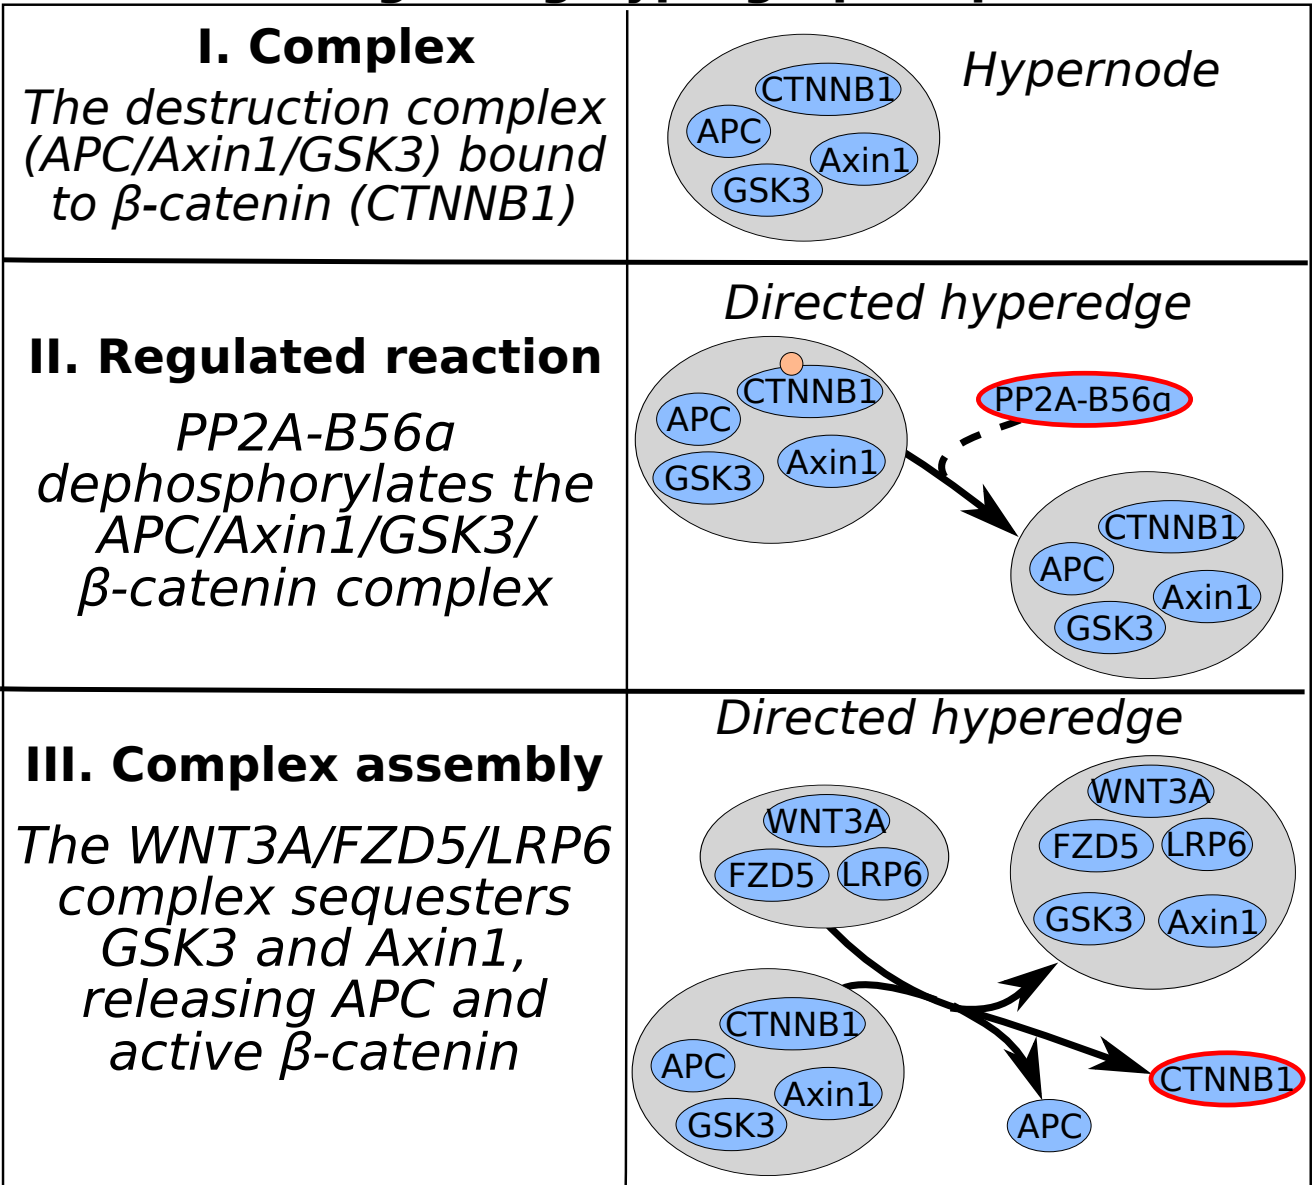 I. Complex
The destruction complex
(APC/Axin1/GSK3) bound
to β-catenin (CTNNB1)
Hypernode
CTNNB1
APC
Axin1
GSK3
II. Regulated reaction
PP2A-B56α
dephosphorylates the
APC/Axin1/GSK3/
β-catenin complex
Directed hyperedge
CTNNB1
APC
Axin1
GSK3
PP2A-B56α
CTNNB1
APC
Axin1
GSK3
III. Complex assembly
The WNT3A/FZD5/LRP6
complex sequesters
GSK3 and Axin1,
releasing APC and
active β-catenin
Directed hyperedge
WNT3A
FZD5
LRP6
WNT3A
FZD5
LRP6
GSK3
Axin1
CTNNB1
APC
Axin1
GSK3
CTNNB1
APC